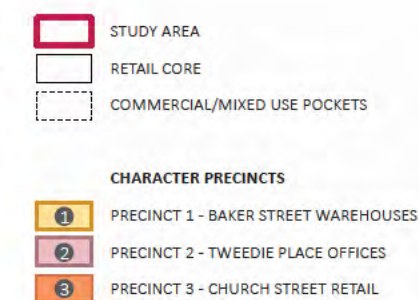 STUDY AREA
RETAIL CORE
COMMERCIAL/MIXED USE POCKETS
CHARACTER PRECINCTS
1 PRECINCT 1 - BAKER STREET WAREHOUSES
2 PRECINCT 2 - TWEEDIE PLACE OFFICES
3 PRECINCT 3 - CHURCH STREET RETAIL